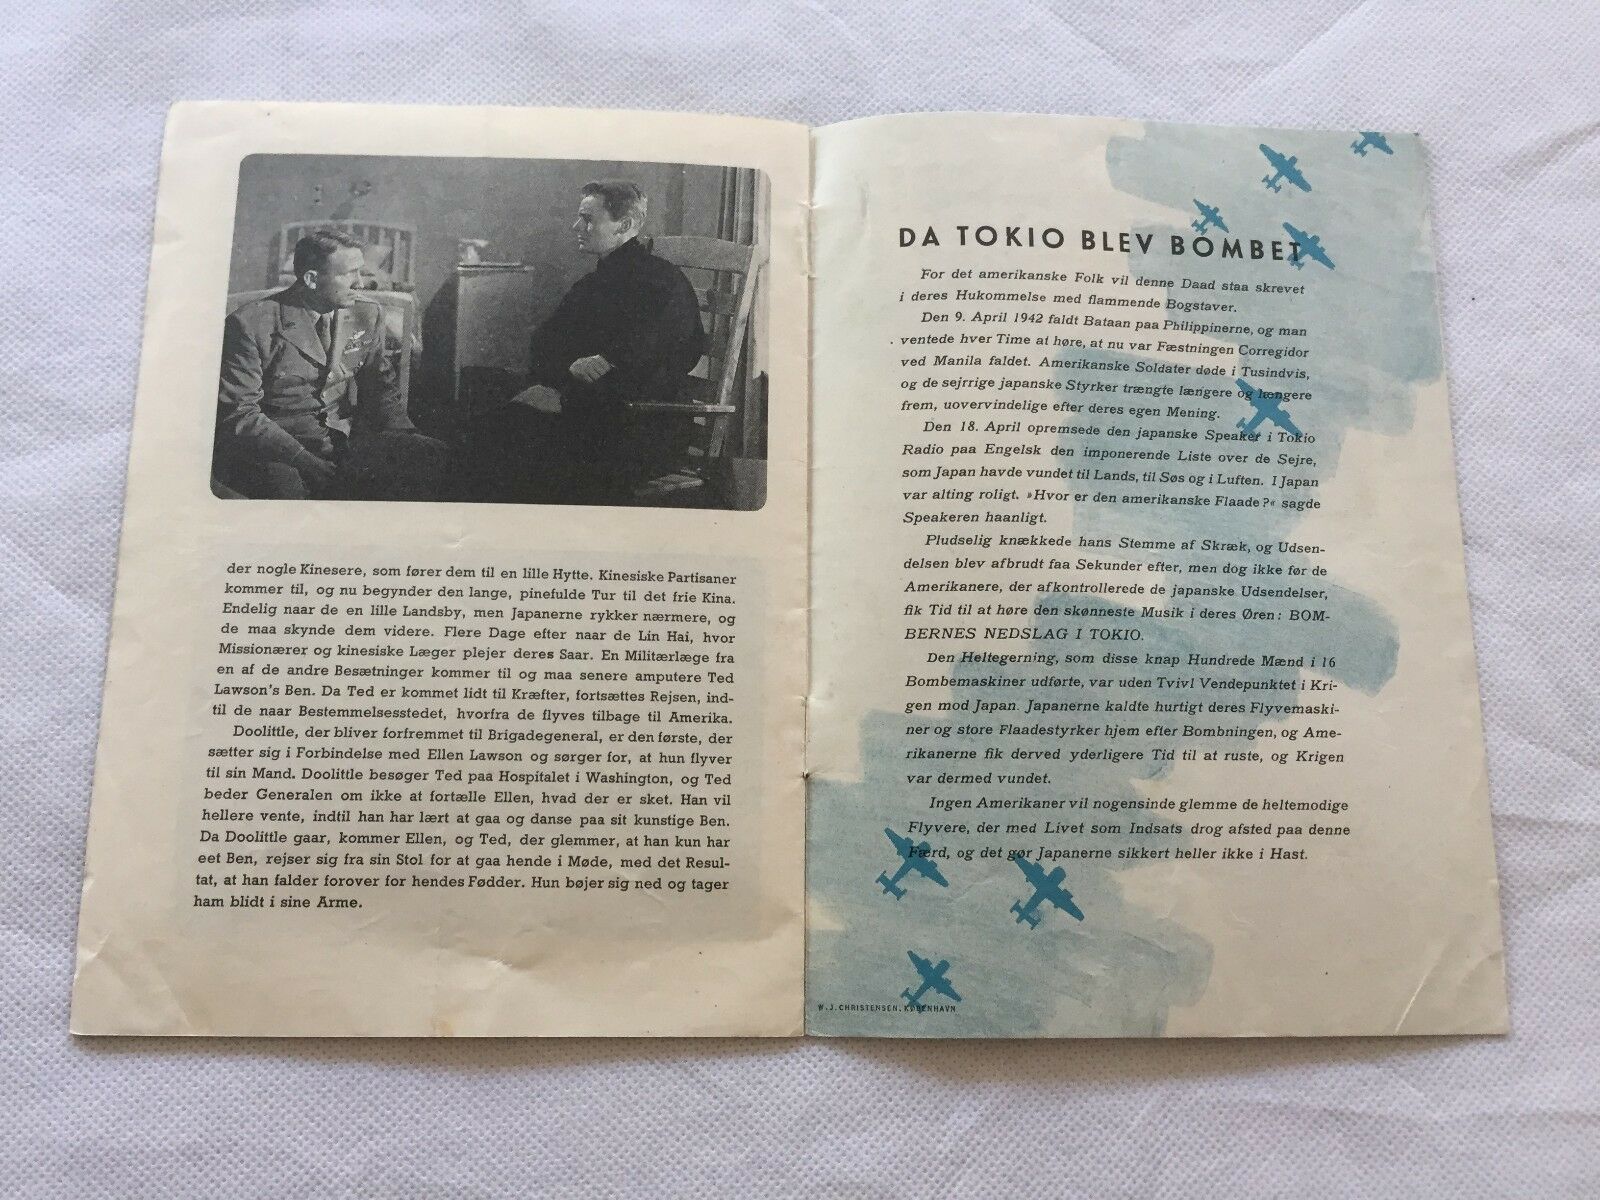 der nogle Kinesere, som fører dem til en lille Hytte. Kinesiske Partisaner
kommer til, og nu begynder den lange, pinefulde Tur til det frie Kina.
Endelig naar de en lille Landsby, men Japanerne rykker nærmere, og
de maa skynde dem videre. Flere Dage efter naar de Lin Hai, hvor
Missionærer og kinesiske Læger plejer deres Saar. En Militærlæge fra
en af de andre Besætninger kommer til og maa senere amputere Ted
Lawson's Ben. Da Ted er kommet lidt til Kræfter, fortsættes Rejsen, ind-
til de naar Bestemmelsesstedet, hvorfra de flyves tilbage til Amerika.
Doolittle, der bliver forfremmet til Brigadegeneral, er den første, der
sætter sig i Forbindelse med Ellen Lawson og sørger for, at hun flyver
til sin Mand. Doolittle besøger Ted paa Hospitalet i Washington, og Ted
beder Generalen om ikke at fortælle Ellen, hvad der er sket. Han vil
hellere vente, indtil han har lært at gaa og danse paa sit kunstige Ben.
Da Doolittle gaar, kommer Ellen, og Ted, der glemmer, at han kun har
eet Ben, rejser sig fra sin Stol for at gaa hende i Møde, med det Resul-
tat, at han falder forover for hendes Fødder. Hun bøjer sig ned og tager
ham blidt i sine Arme.
DA TOKIO BLEV BOMBET
For det amerikanske Folk vil denne Daad staa skrevet
i deres Hukommelse med flammende Bogstaver.
Den 9. April 1942 faldt Bataan paa Philippinerne, og man
ventede hver Time at høre, at nu var Fæstningen Corregidor
ved Manila faldet. Amerikanske Soldater døde i Tusindvis,
og de sejrrige japanske Styrker trængte længere og længere
frem, uovervindelige efter deres egen Mening.
Den 18. April opremsede den japanske Speaker i Tokio
Radio paa Engelsk den imponerende Liste over de Sejre,
som Japan havde vundet til Lands, til Søs og i Luften. I Japan
var alting roligt. »Hvor er den amerikanske Flaade?« sagde
Speakeren haanligt.
Pludselig knækkede hans Stemme af Skræk, og Udsen-
delsen blev afbrudt faa Sekunder efter, men dog ikke før de
Amerikanere, der afkontrollerede de japanske Udsendelser,
fik Tid til at høre den skønneste Musik i deres Øren: BOM-
BERNES NEDSLAG I TOKIO.
Den Heltegerning, som disse knap Hundrede Mænd i 16
Bombemaskiner udførte, var uden Tvivl Vendepunktet i Kri-
gen mod Japan. Japanerne kaldte hurtigt deres Flyvemaski-
ner og store Flaadestyrker hjem efter Bombningen, og Ame-
rikanerne fik derved yderligere Tid til at ruste, og Krigen
var dermed vundet.
Ingen Amerikaner vil nogensinde glemme de heltemodige
Flyvere, der med Livet som Indsats drog afsted paa denne
Færd, og det gør Japanerne sikkert heller ikke i Hast.
W. J. CHRISTENSEN. KØBENHAVN